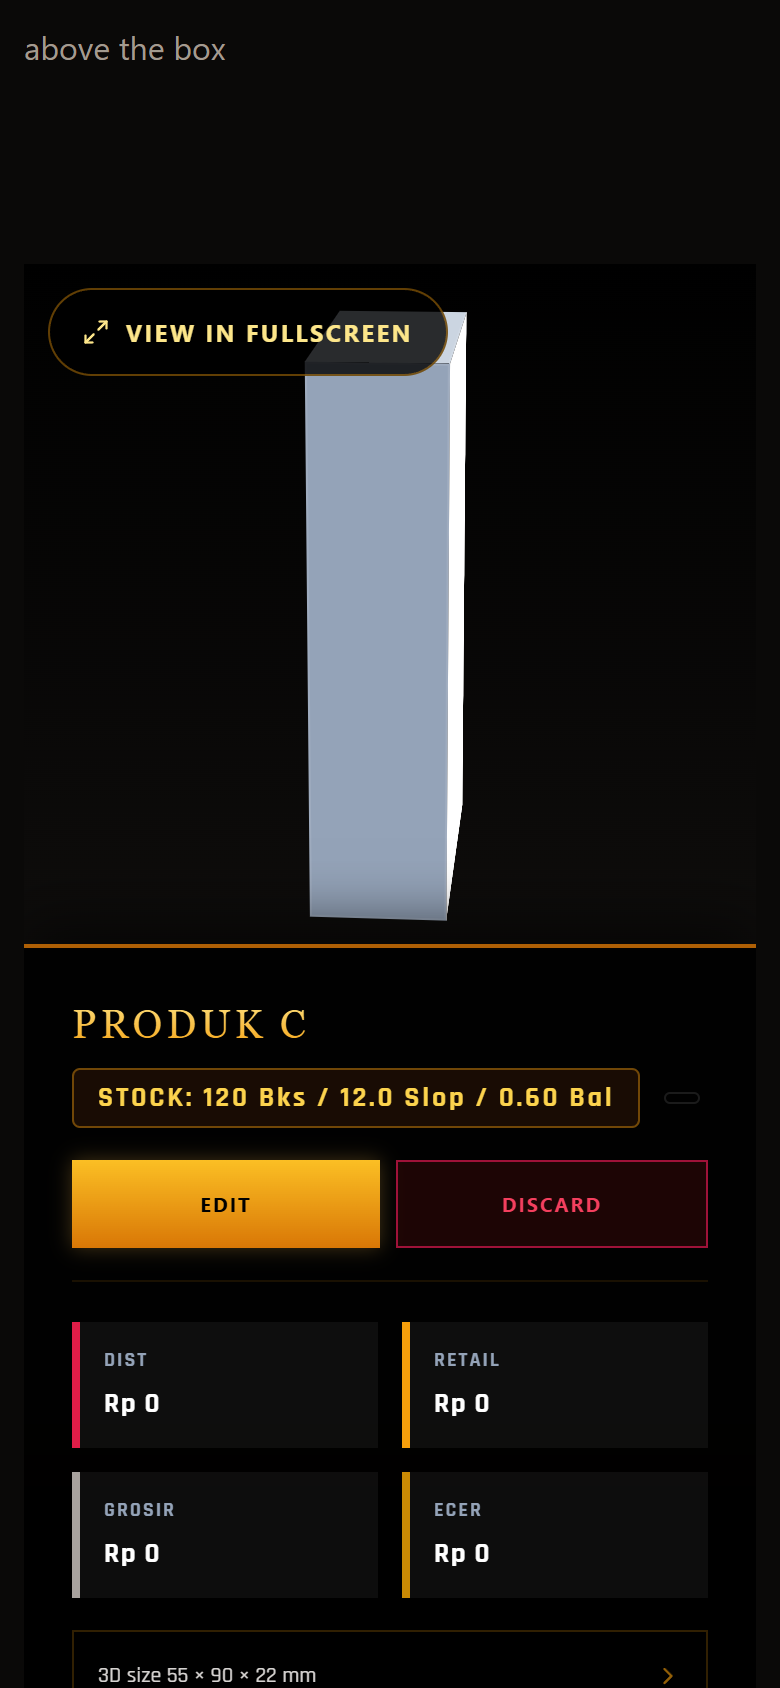 above the box
VIEW IN FULLSCREEN
PRODUK C
STOCK: 120 Bks / 12.0 Slop / 0.60 Bal
EDIT
DISCARD
DIST
Rp 0
RETAIL
Rp 0
GROSIR
Rp 0
ECER
Rp 0
3D size 55 × 90 × 22 mm